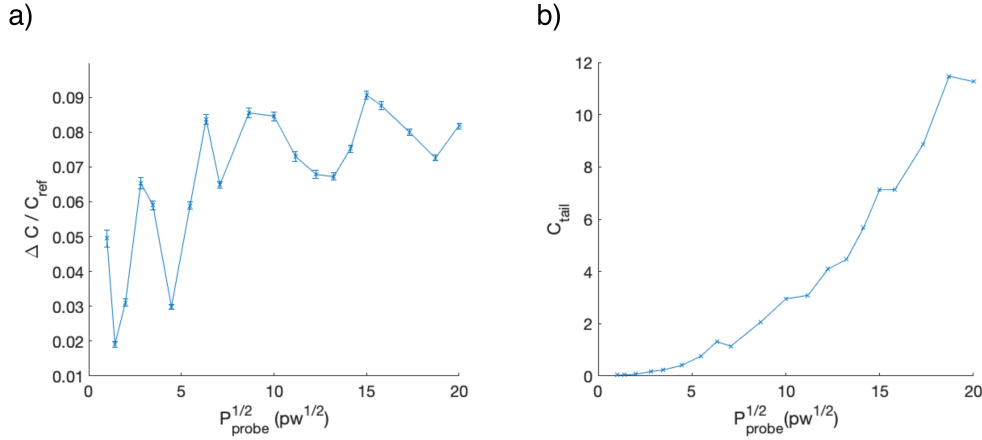 a)
b)
0.09
0.08
0.07
0.06
0.05
0.04
0.03
0.02
0.01
0 5 10 15 20
Δ C / C_ref
P_probe^1/2 (pw^1/2)
12
10
8
6
4
2
0
0 5 10 15 20
C_tail
P_probe^1/2 (pw^1/2)